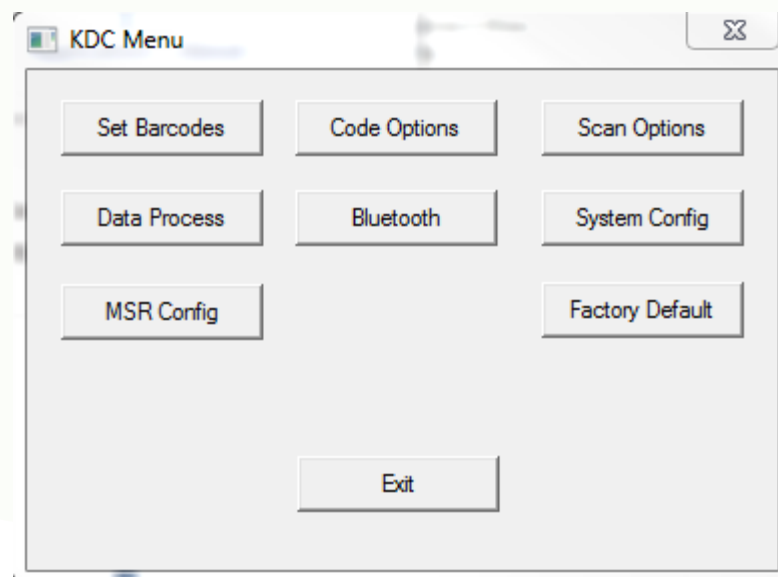 KDC Menu
Set Barcodes Code Options Scan Options
Data Process Bluetooth System Config
MSR Config Factory Default
Exit